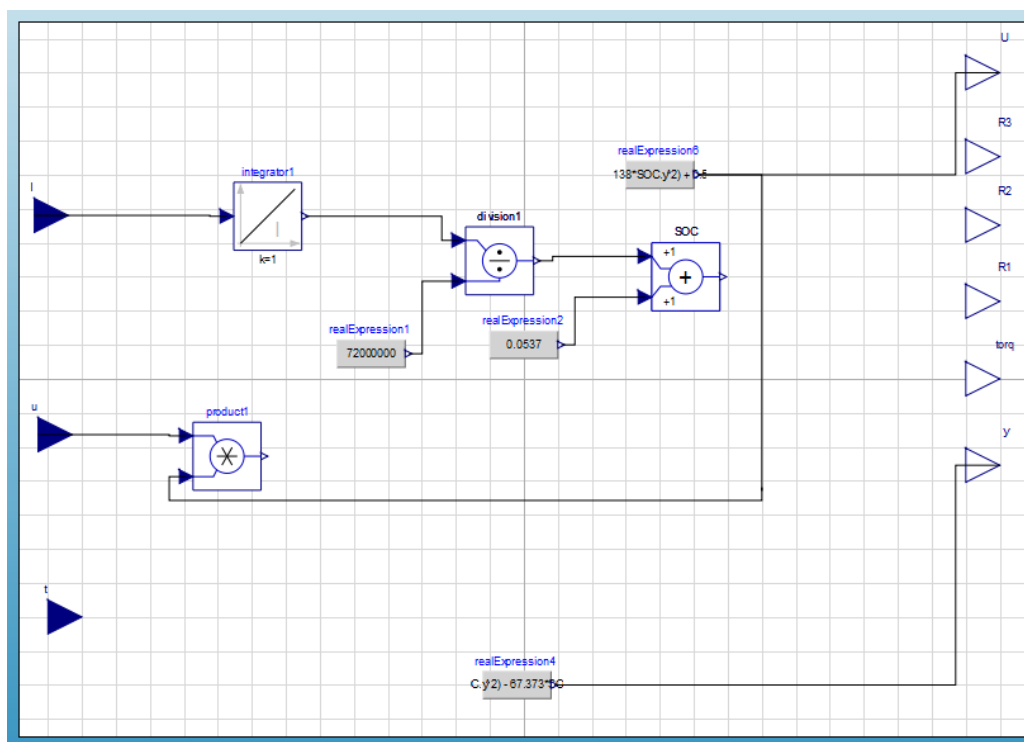 U
R3
realExpression6
138*SOC.y^2) + 0.5
integrator1
I
R2
k=1
division1
SOC
+1
+
+1
R1
realExpression1
72000000
realExpression2
0.0537
torq
u
product1
y
t
realExpression4
C.y^2) - 67.373*SC